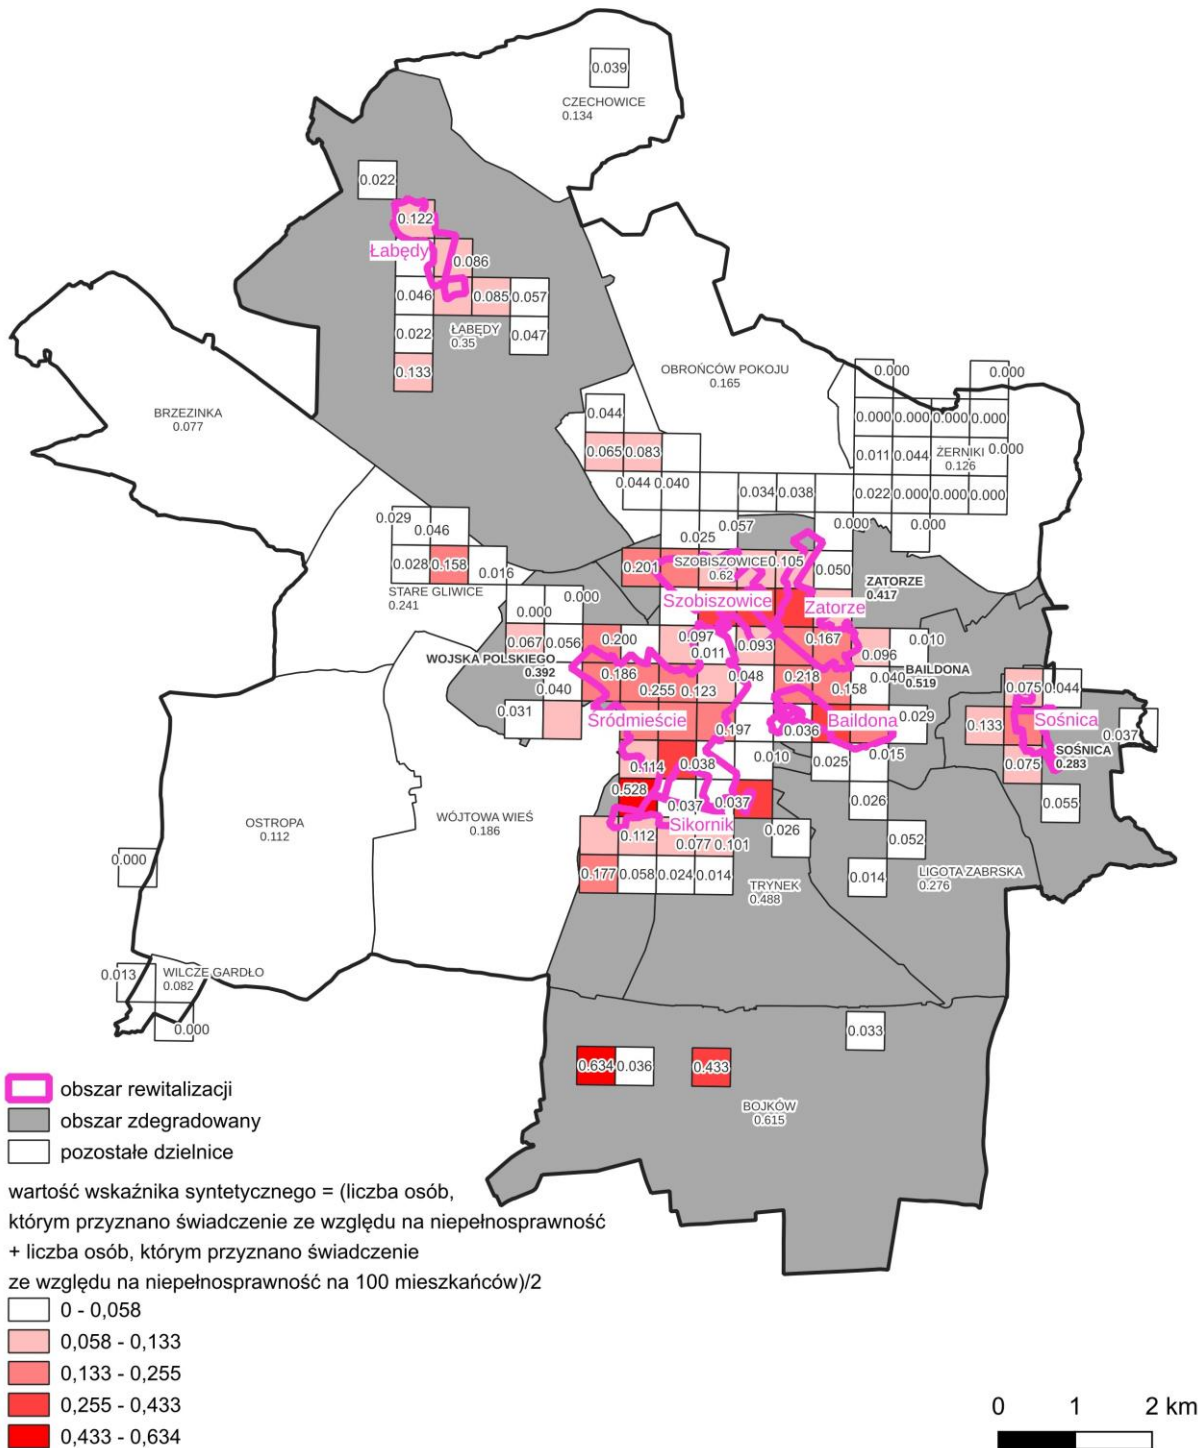 0.039
CZECHOWICE
0.134
0.022
0.122
Łabędy
0.086
0.046
0.085
0.057
ŁABĘDY
0.35
0.022
0.047
0.133
OBROŃCÓW POKOJU
0.165
0.000
0.000
BRZEZINKA
0.077
0.044
0.000 0.000 0.000 0.000
0.065 0.083
0.011 0.044
ŻERNIKI
0.126
0.000
0.044 0.040
0.034 0.038
0.022 0.000 0.000 0.000
0.029
0.046
0.025
0.057
0.000
0.000
0.028 0.158
0.016
STARE GLIWICE
0.241
0.201
SZOBISZOWICE
0.62
0.105
0.050
ZATORZE
0.417
0.000
0.000
Szobiszowice
Zatorze
0.067 0.056
0.200
0.097
0.011
0.093
0.167
0.096
0.010
WOJSKA POLSKIEGO
0.392
0.186
0.048
0.218
0.040
BAILDONA
0.519
0.040
0.255 0.123
0.158
0.075 0.044
0.031
Śródmieście
0.197
0.036
Baildona
0.029
0.133
Sośnica
0.037
0.114
0.038
0.010
0.025
0.015
0.075
SOŚNICA
0.283
0.528
0.037
0.037
0.026
0.055
OSTROPA
0.112
WÓJTOWA WIEŚ
0.186
Sikornik
0.112
0.077 0.101
0.026
0.052
0.000
0.177 0.058 0.024 0.014
TRYNEK
0.488
0.014
LIGOTA ZABRSKA
0.276
0.013
WILCZE GARDŁO
0.082
0.000
0.033
0.634 0.036
0.433
BOJKÓW
0.615
obszar rewitalizacji
obszar zdegradowany
pozostałe dzielnice
wartość wskaźnika syntetycznego = (liczba osób,
którym przyznano świadczenie ze względu na niepełnosprawność
+ liczba osób, którym przyznano świadczenie
ze względu na niepełnosprawność na 100 mieszkańców)/2
0 - 0,058
0,058 - 0,133
0,133 - 0,255
0,255 - 0,433
0,433 - 0,634
0 1 2 km